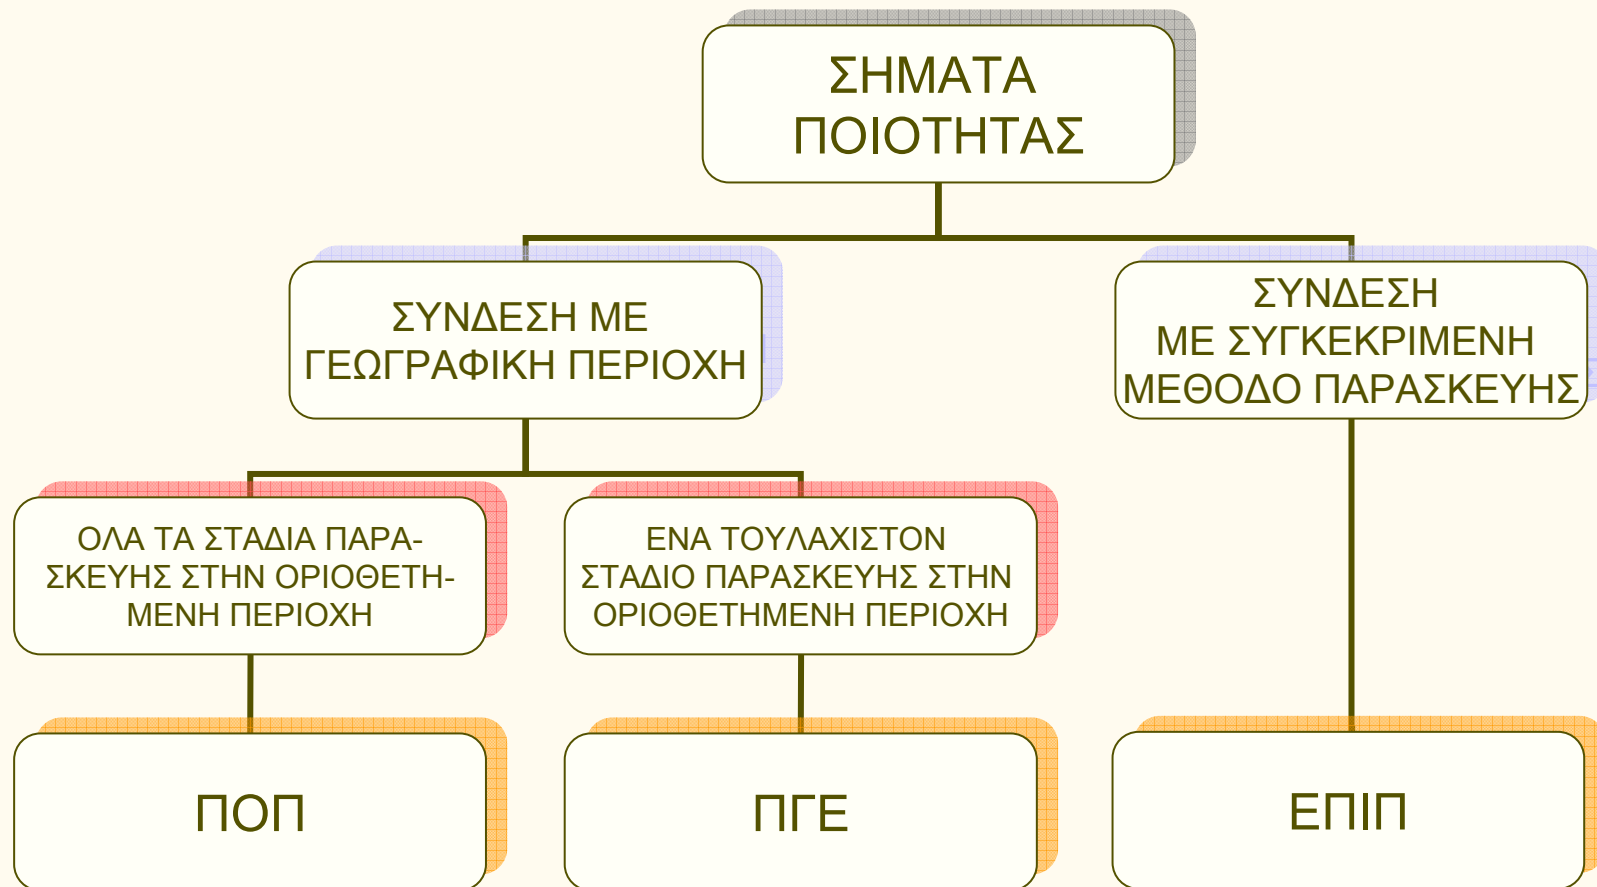 ΣΗΜΑΤΑ
ΠΟΙΟΤΗΤΑΣ
ΣΥΝΔΕΣΗ ΜΕ
ΓΕΩΓΡΑΦΙΚΗ ΠΕΡΙΟΧΗ
ΣΥΝΔΕΣΗ
ΜΕ ΣΥΓΚΕΚΡΙΜΕΝΗ
ΜΕΘΟΔΟ ΠΑΡΑΣΚΕΥΗΣ
ΟΛΑ ΤΑ ΣΤΑΔΙΑ ΠΑΡΑ-
ΣΚΕΥΗΣ ΣΤΗΝ ΟΡΙΟΘΕΤΗ-
ΜΕΝΗ ΠΕΡΙΟΧΗ
ΕΝΑ ΤΟΥΛΑΧΙΣΤΟΝ
ΣΤΑΔΙΟ ΠΑΡΑΣΚΕΥΗΣ ΣΤΗΝ
ΟΡΙΟΘΕΤΗΜΕΝΗ ΠΕΡΙΟΧΗ
ΠΟΠ
ΠΓΕ
ΕΠΙΠ